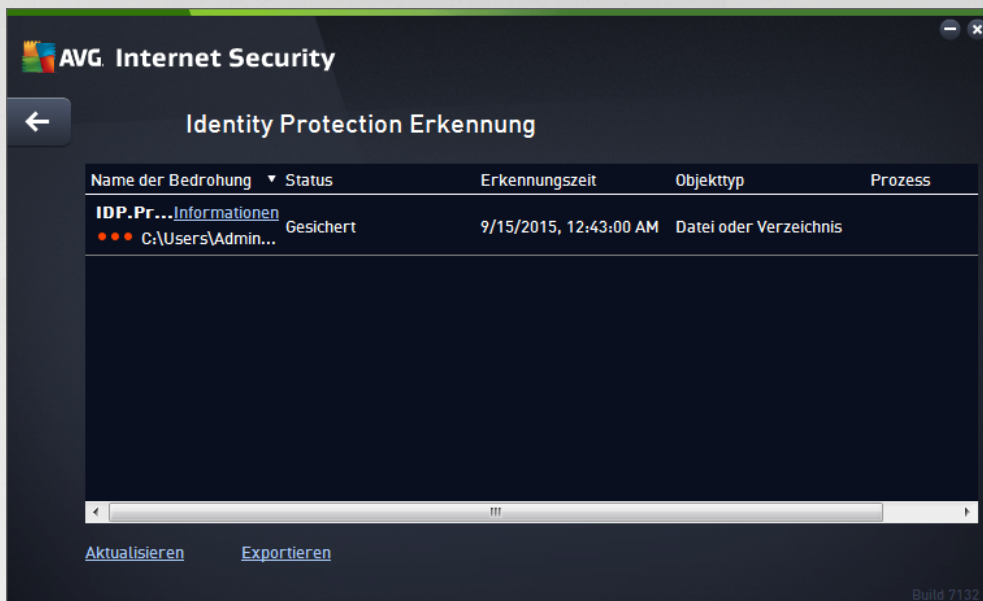 AVG. Internet Security
Identity Protection Erkennung
Name der Bedrohung Status Erkennungszeit Objekttyp Prozess
IDP.Pr...Informationen
Gesichert 9/15/2015, 12:43:00 AM Datei oder Verzeichnis
C:\Users\Admin...
Aktualisieren Exportieren
Build 7132